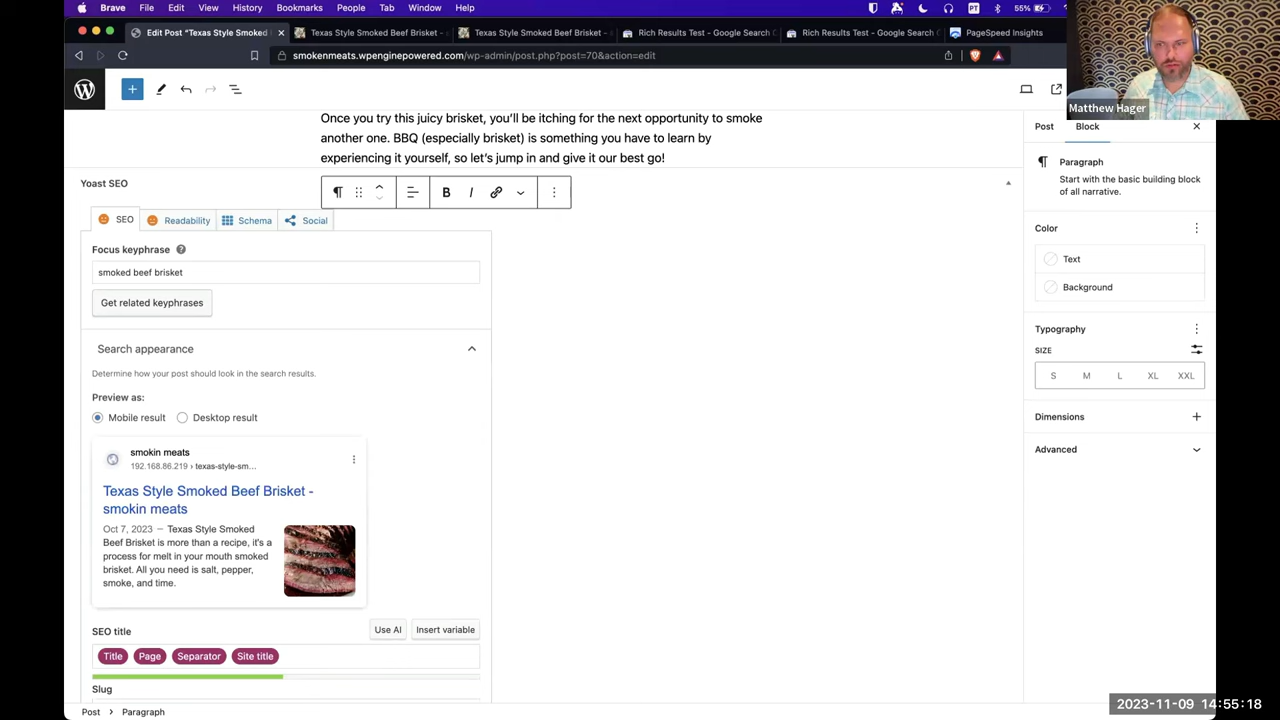 Brave File Edit View History Bookmarks People Tab Window Help PT 55%
Edit Post “Texas Style Smoked Texas Style Smoked Beef Brisket - Texas Style Smoked Beef Brisket - Rich Results Test - Google Search C Rich Results Test - Google Search C PageSpeed Insights
smokenmeats.wpenginepowered.com/wp-admin/post.php?post=70&action=edit
Matthew Hager
Once you try this juicy brisket, you’ll be itching for the next opportunity to smoke
another one. BBQ (especially brisket) is something you have to learn by
experiencing it yourself, so let’s jump in and give it our best go!
Yoast SEO
B I
SEO Readability Schema Social
Focus keyphrase ?
smoked beef brisket
Get related keyphrases
Search appearance
Determine how your post should look in the search results.
Preview as:
Mobile result Desktop result
smokin meats
192.168.86.219 › texas-style-sm…
Texas Style Smoked Beef Brisket -
smokin meats
Oct 7, 2023 – Texas Style Smoked
Beef Brisket is more than a recipe, it's a
process for melt in your mouth smoked
brisket. All you need is salt, pepper,
smoke, and time.
SEO title Use AI Insert variable
Title Page Separator Site title
Slug
Post › Paragraph
Post Block
Paragraph
Start with the basic building block
of all narrative.
Color
Text
Background
Typography
SIZE
S M L XL XXL
Dimensions
Advanced
2023-11-09 14:55:18